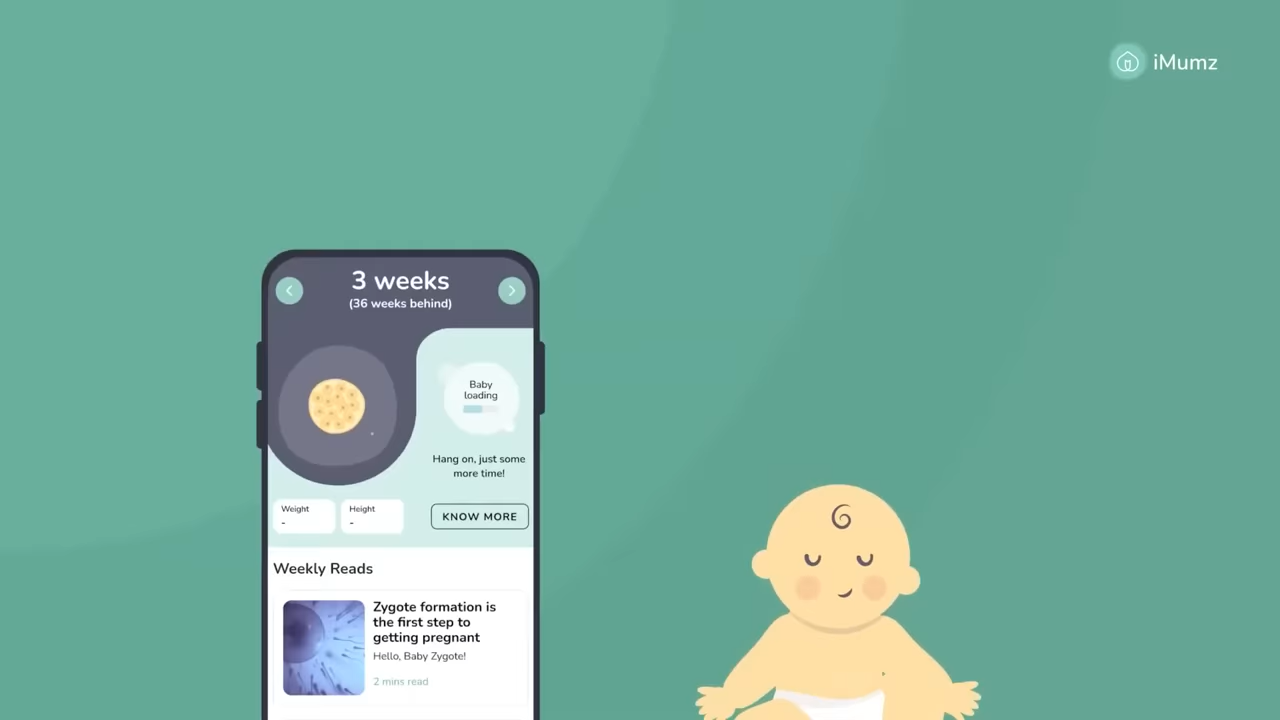 iMumz
3 weeks
(36 weeks behind)
Baby
loading
Hang on, just some
more time!
Weight
-
Height
-
KNOW MORE
Weekly Reads
Zygote formation is
the first step to
getting pregnant
Hello, Baby Zygote!
2 mins read